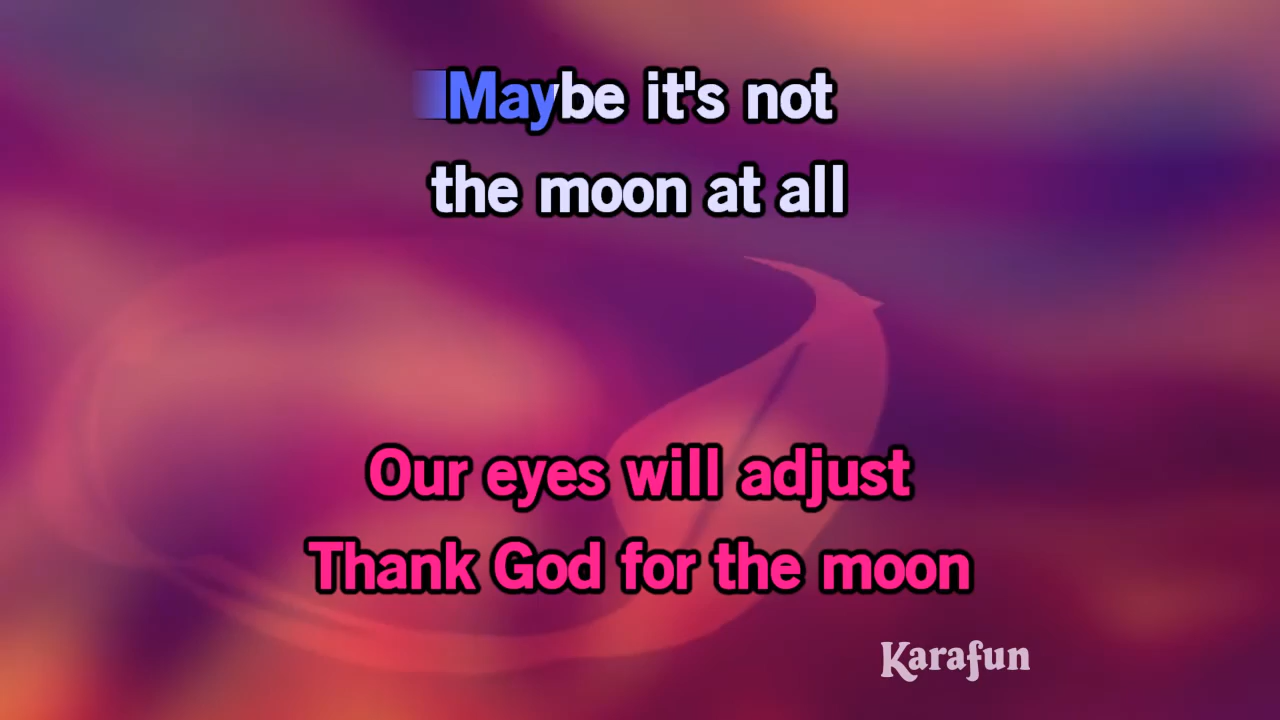 Maybe it's not
the moon at all
Our eyes will adjust
Thank God for the moon
Karafun